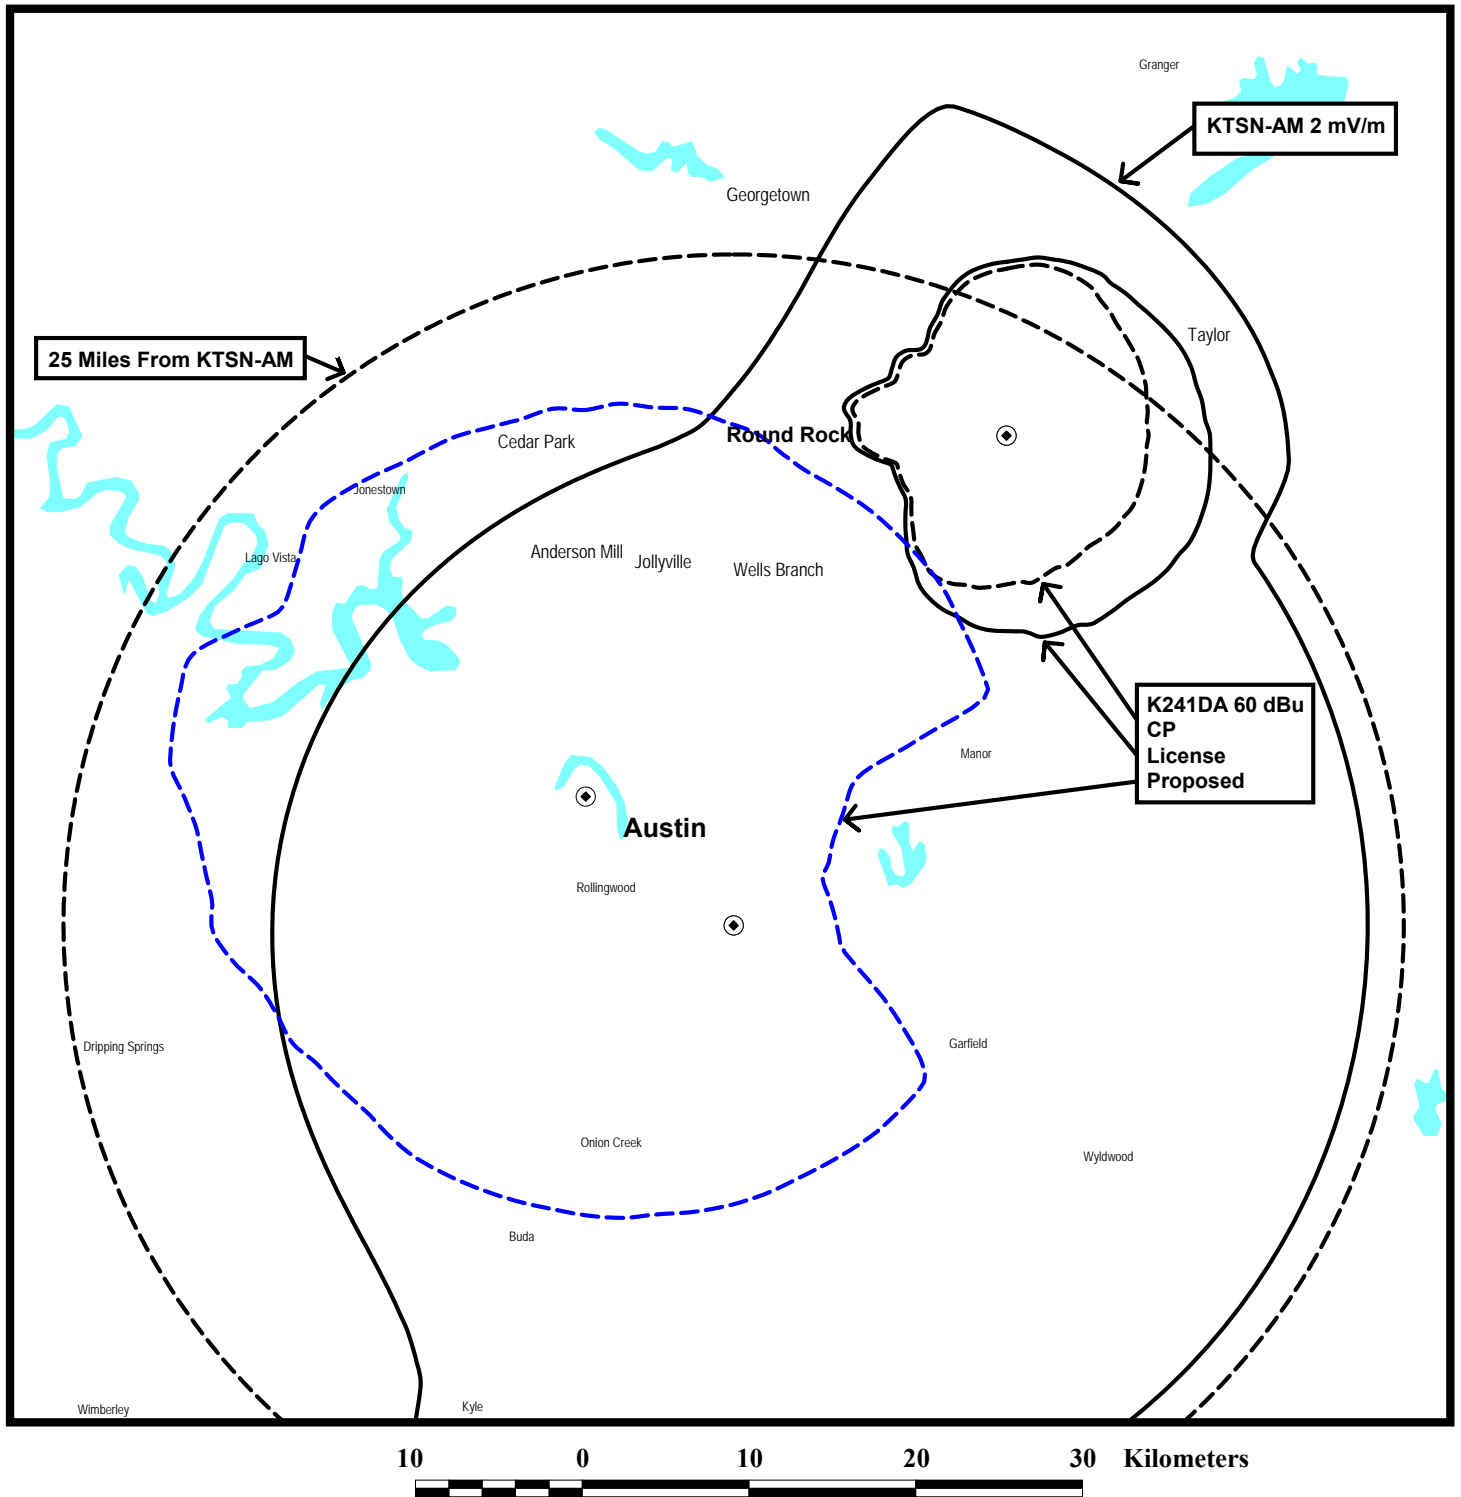 Granger
KTSN-AM 2 mV/m
Georgetown
Taylor
25 Miles From KTSN-AM
Round Rock
Cedar Park
Jonestown
Anderson Mill
Jollyville
Lago Vista
Wells Branch
K241DA 60 dBu
CP
License
Proposed
Manor
Austin
Rollingwood
Dripping Springs
Garfield
Onion Creek
Wyldwood
Buda
Wimberley
Kyle
10 0 10 20 30 Kilometers